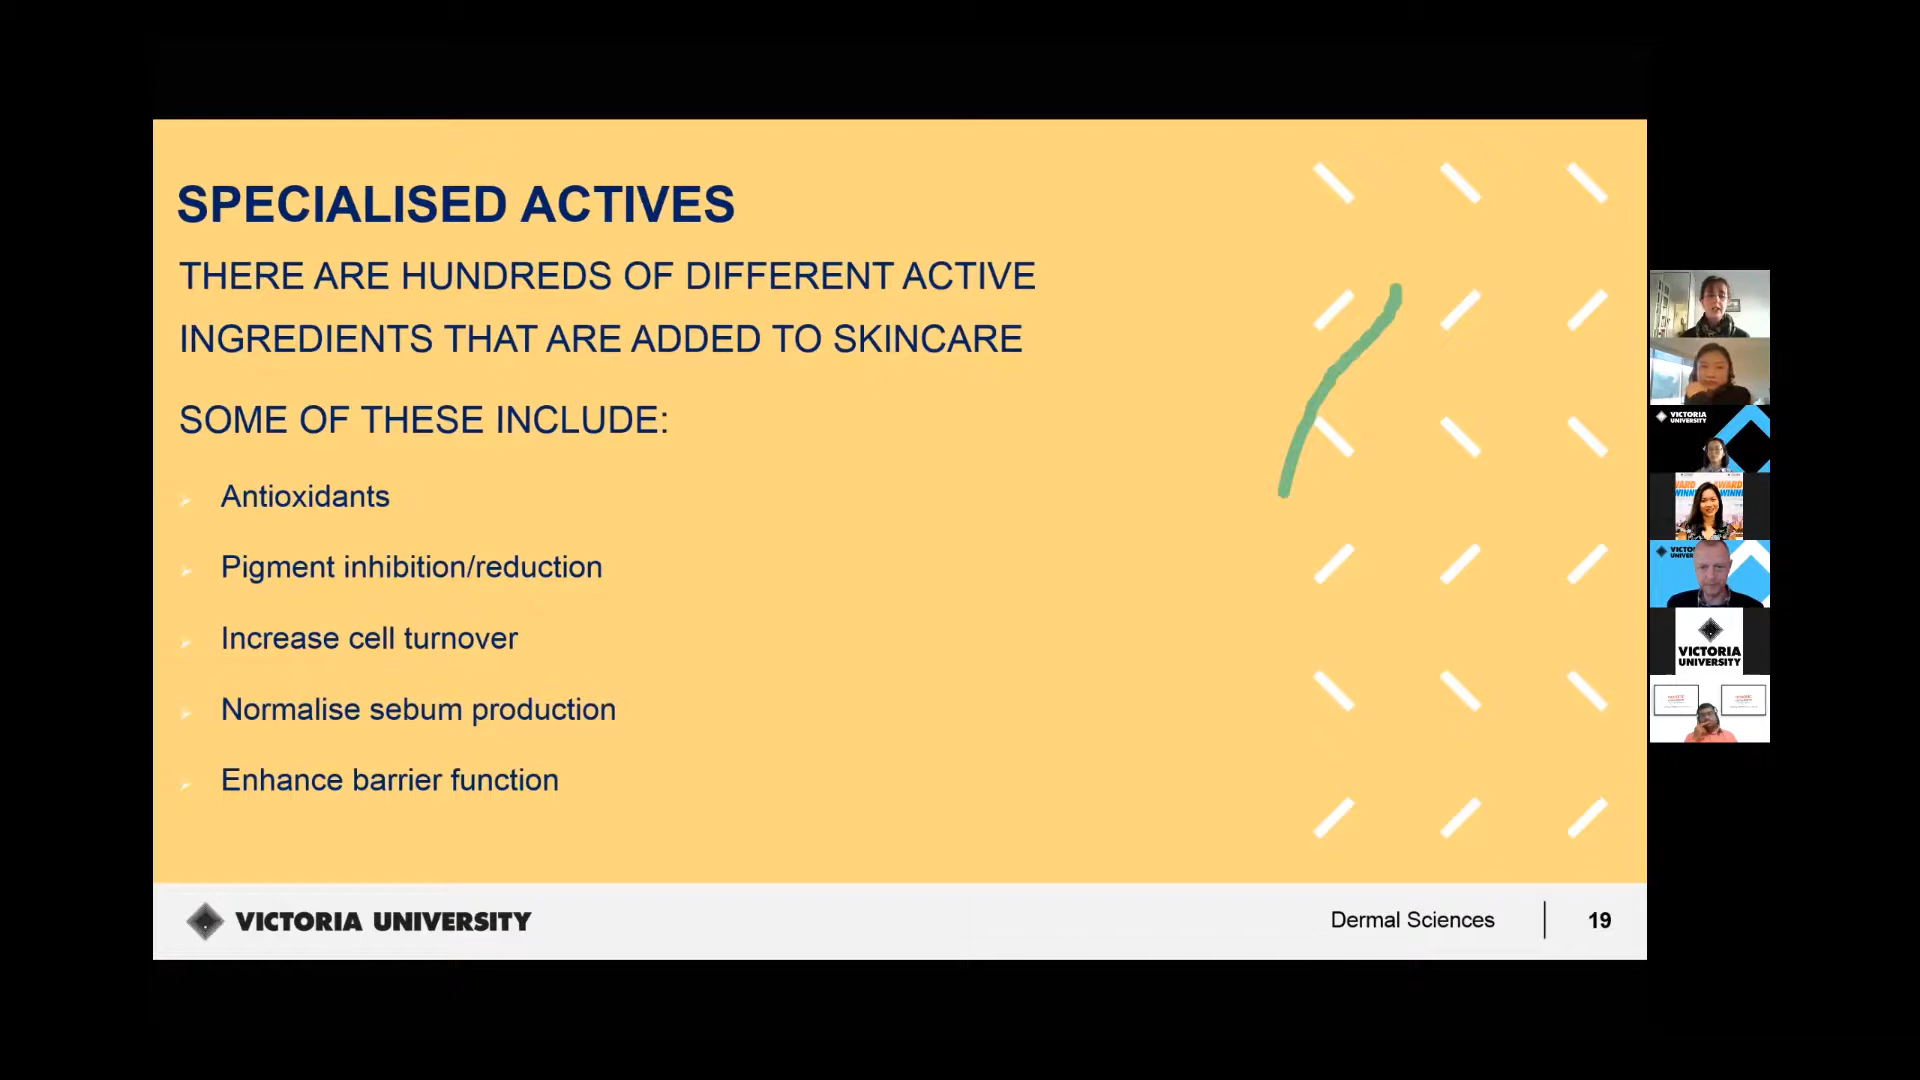 SPECIALISED ACTIVES
THERE ARE HUNDREDS OF DIFFERENT ACTIVE
INGREDIENTS THAT ARE ADDED TO SKINCARE
SOME OF THESE INCLUDE:
Antioxidants
Pigment inhibition/reduction
Increase cell turnover
Normalise sebum production
Enhance barrier function
VICTORIA UNIVERSITY
Dermal Sciences
19
VICTORIA
UNIVERSITY
VICTORIA
UNIVERSITY